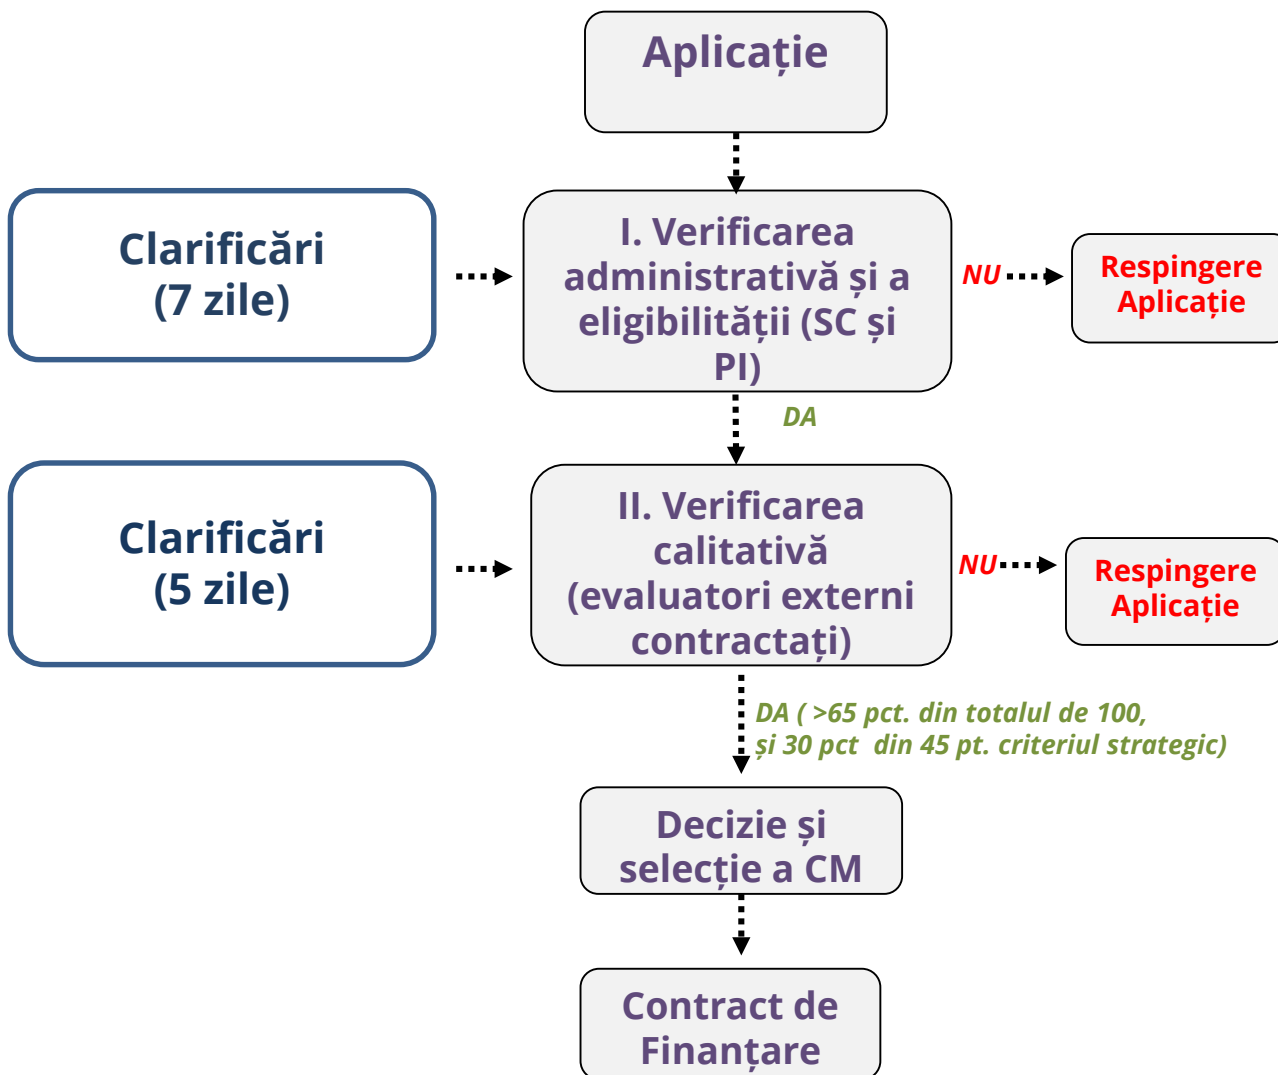 Aplicație
Clarificări
(7 zile)
I. Verificarea
administrativă și a
eligibilității (SC și
PI)
NU
Respingere
Aplicație
DA
Clarificări
(5 zile)
II. Verificarea
calitativă
(evaluatori externi
contractați)
NU
Respingere
Aplicație
DA ( >65 pct. din totalul de 100,
și 30 pct  din 45 pt. criteriul strategic)
Decizie și
selecție a CM
Contract de
Finanțare